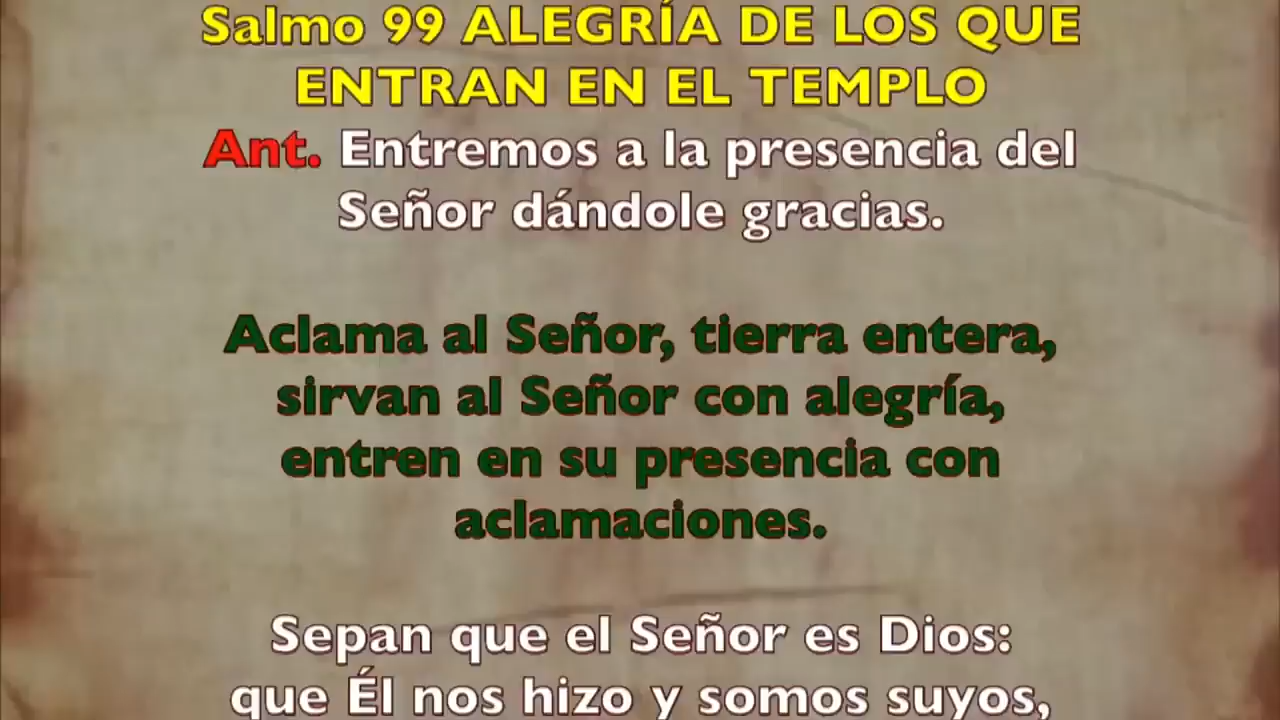 Salmo 99 ALEGRÍA DE LOS QUE
ENTRAN EN EL TEMPLO
Ant. Entremos a la presencia del
Señor dándole gracias.
Aclama al Señor, tierra entera,
sirvan al Señor con alegría,
entren en su presencia con
aclamaciones.
Sepan que el Señor es Dios:
que Él nos hizo y somos suyos,